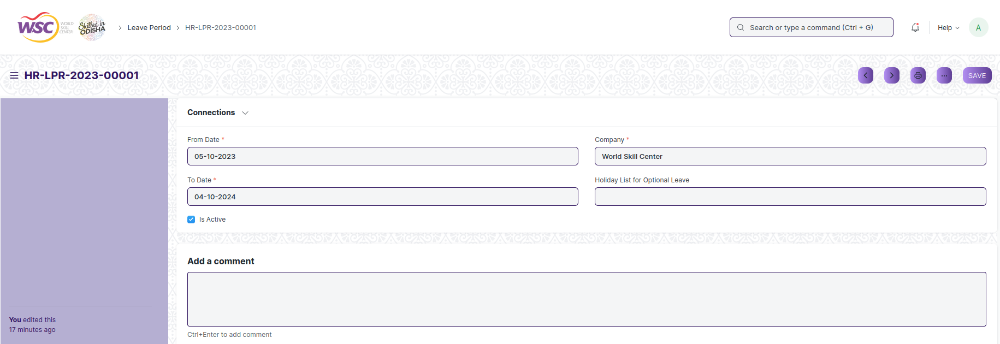 WSC WORLD SKILL CENTER Skilled in ODISHA > Leave Period > HR-LPR-2023-00001 Search or type a command (Ctrl + G) Help A
HR-LPR-2023-00001 SAVE
Connections
From Date * Company *
05-10-2023 World Skill Center
To Date * Holiday List for Optional Leave
04-10-2024
Is Active
Add a comment
You edited this
17 minutes ago
Ctrl+Enter to add comment